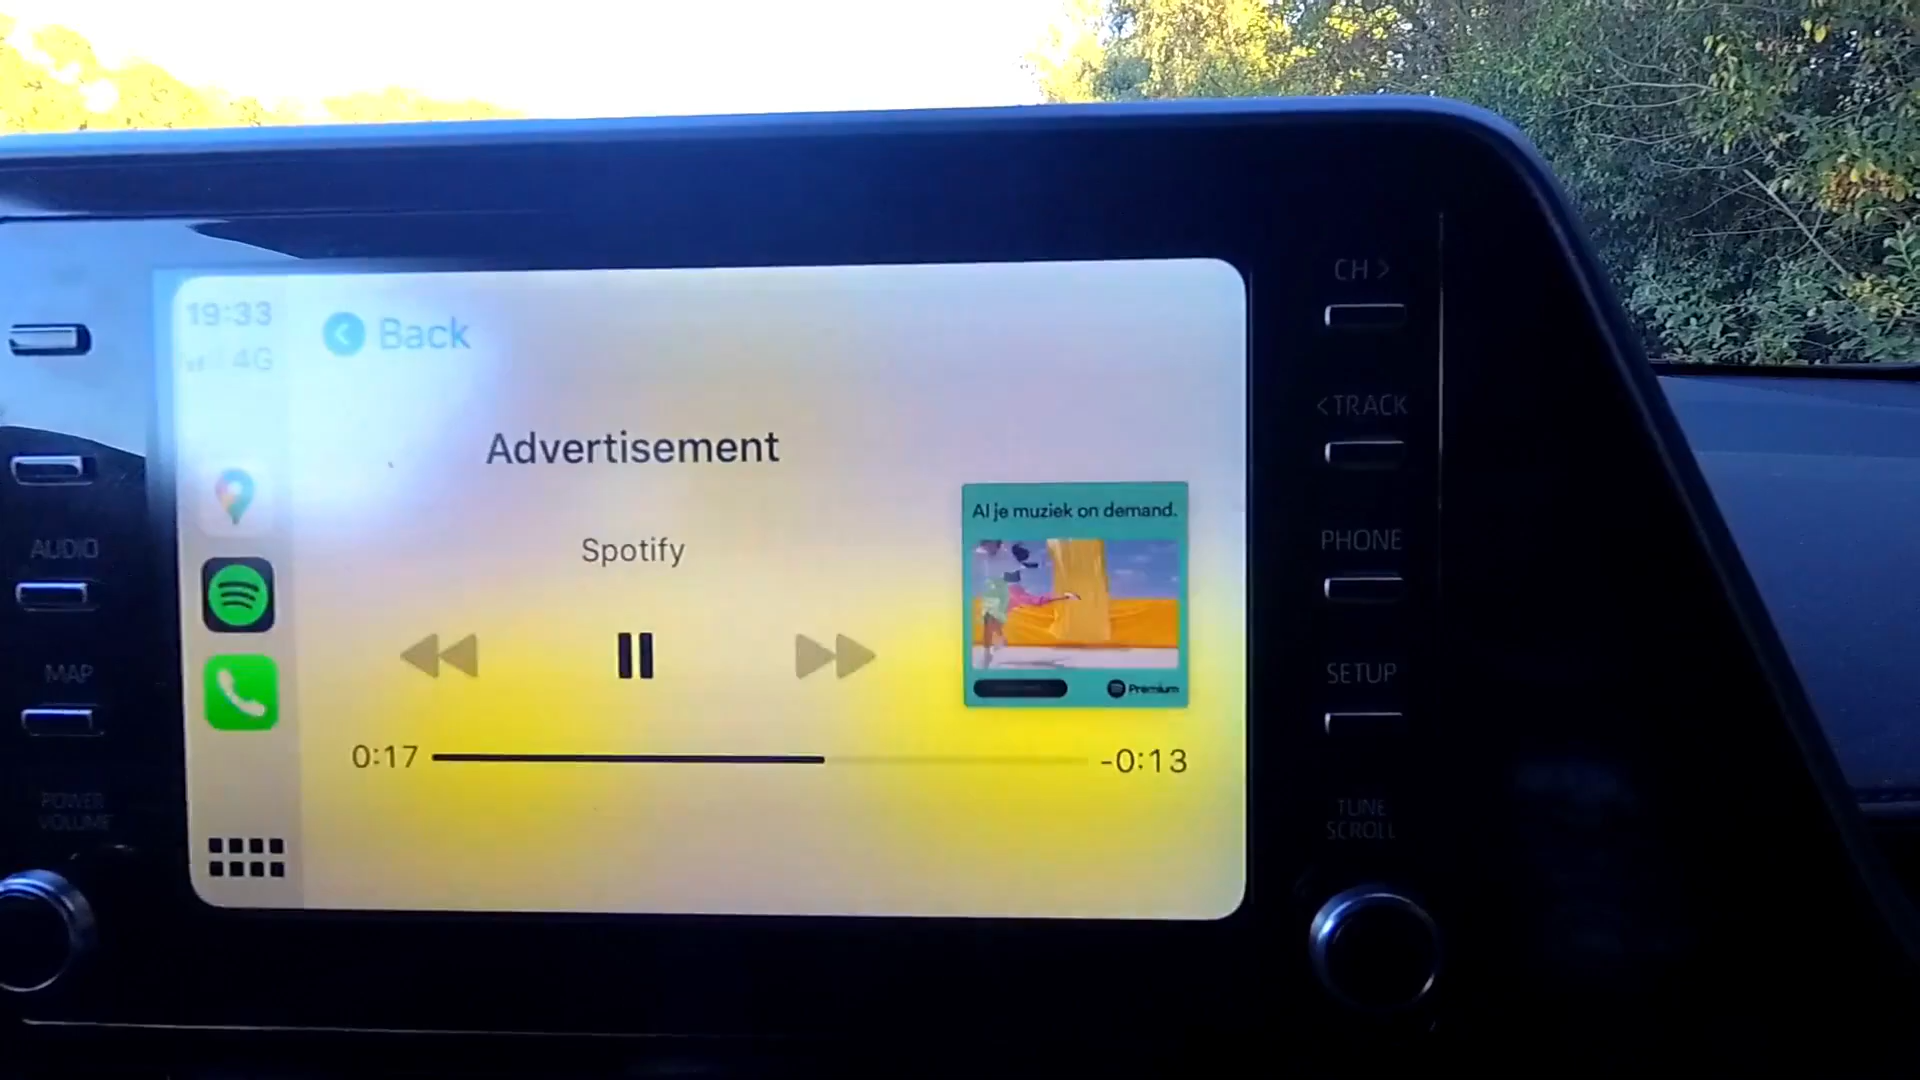 19:33
4G
Back
Advertisement
Spotify
Al je muziek on demand.
Premium
0:17
-0:13
AUDIO
MAP
POWER
VOLUME
CH >
<TRACK
PHONE
SETUP
TUNE
SCROLL